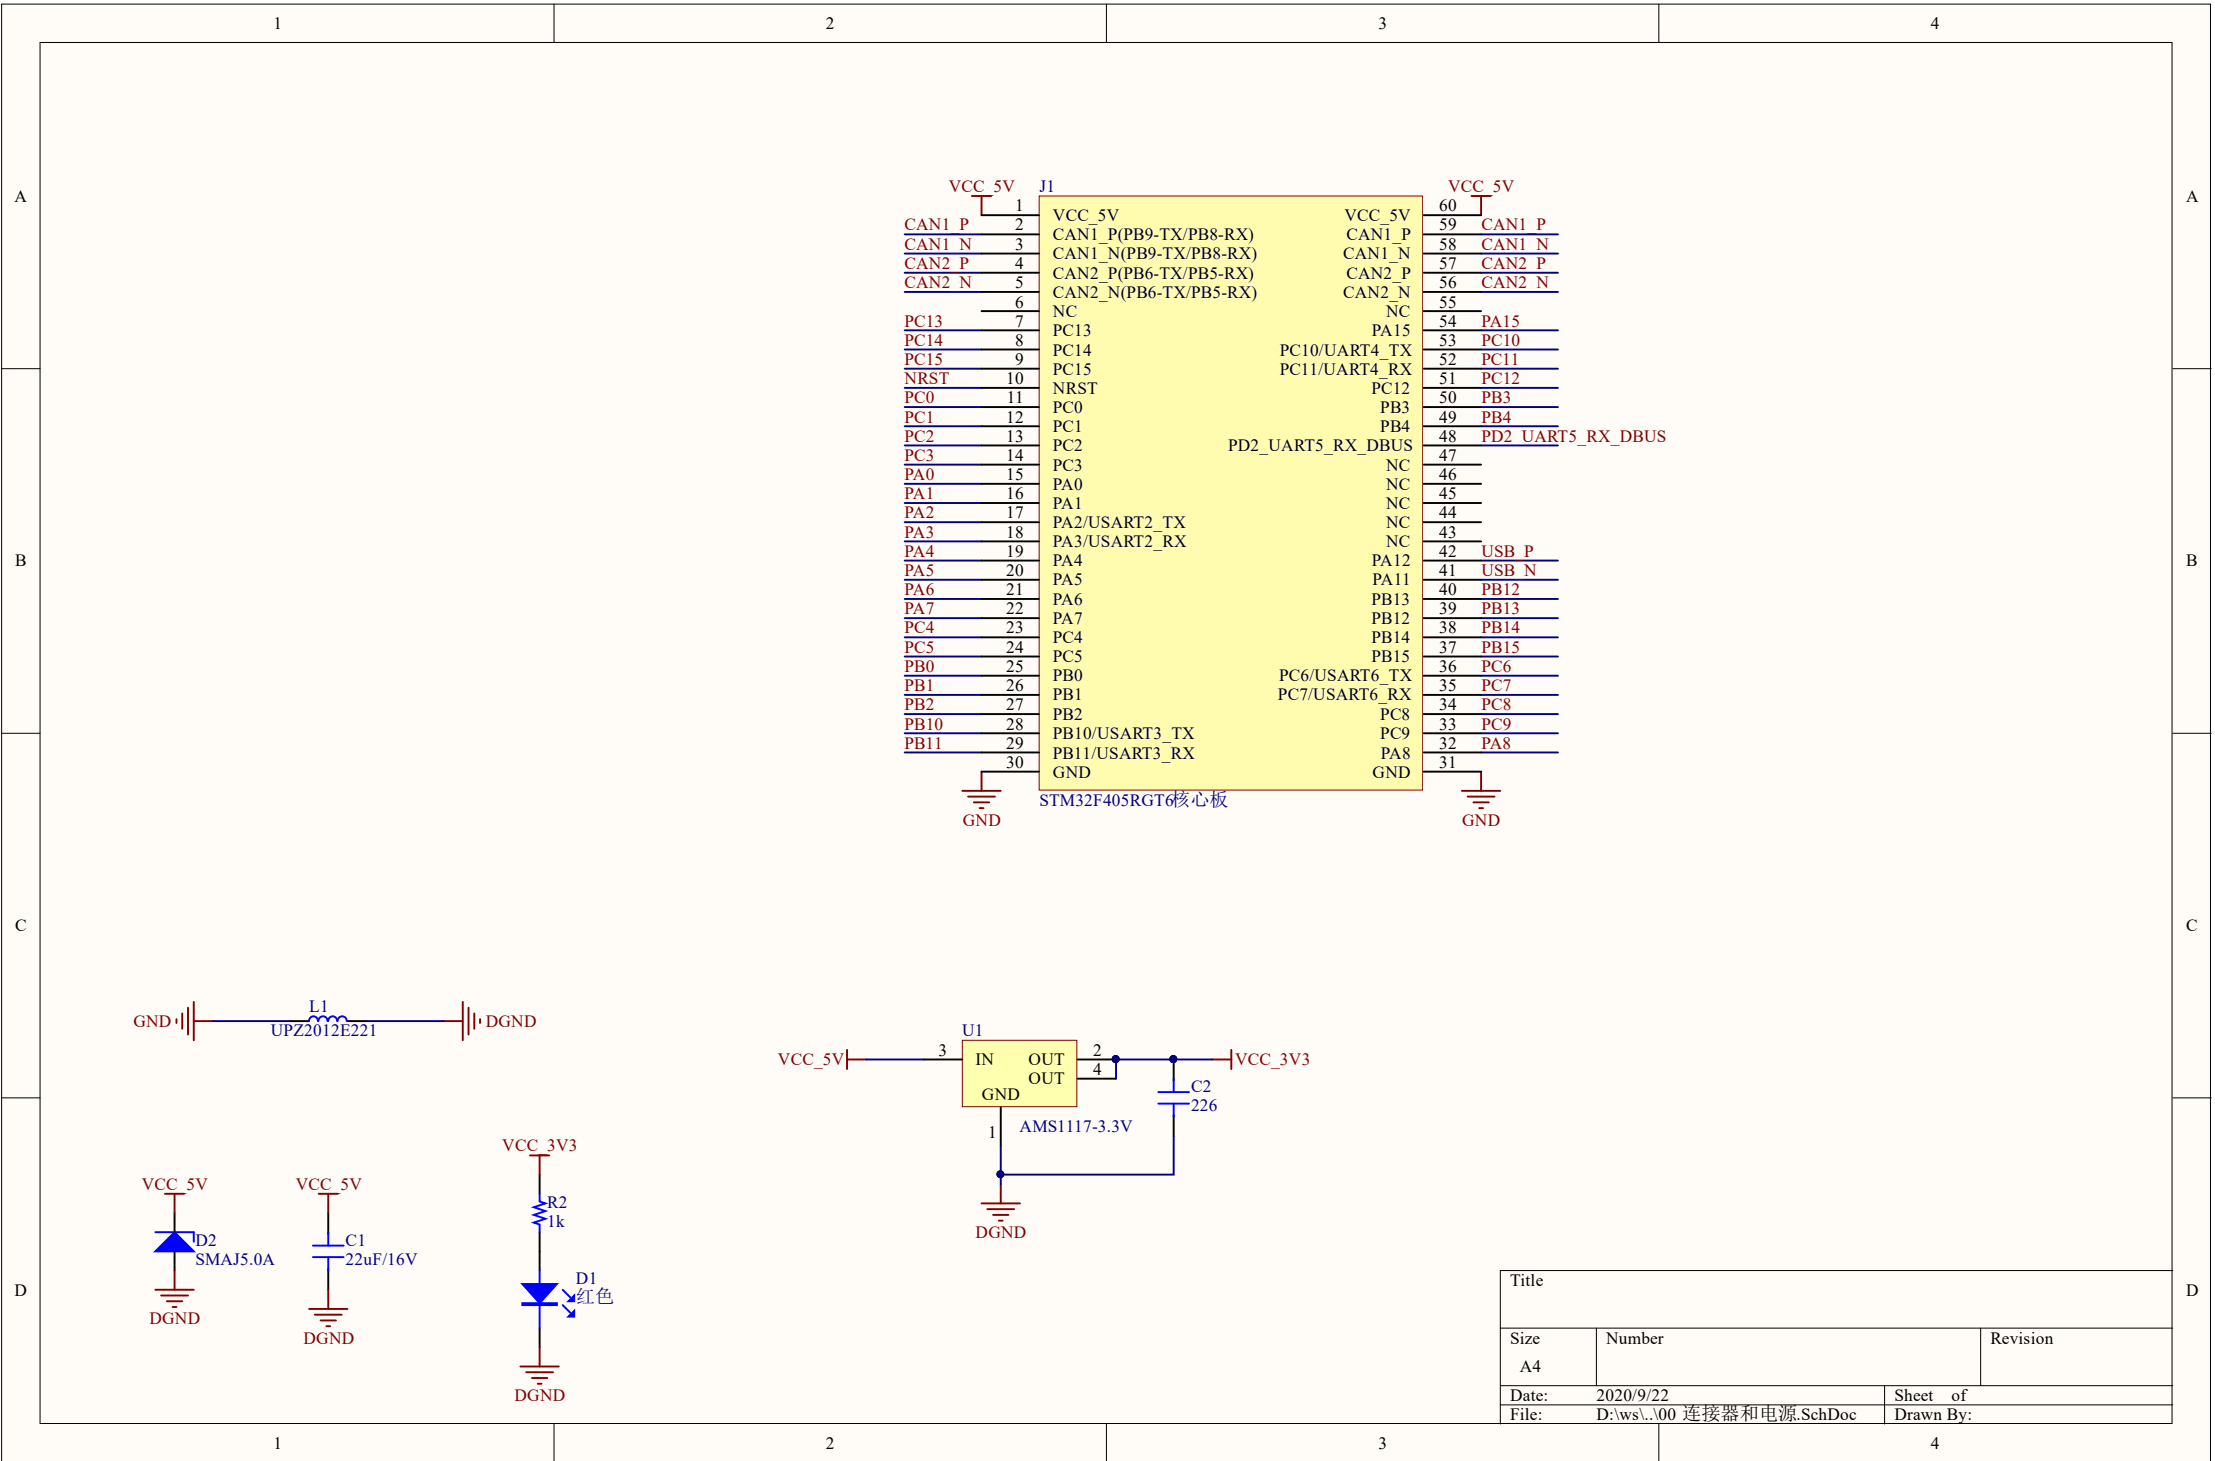 1 2 3 4
A A
VCC_5V J1 VCC_5V
1 VCC_5V VCC_5V 60
CAN1_P 2 CAN1_P(PB9-TX/PB8-RX) CAN1_P 59 CAN1_P
CAN1_N 3 CAN1_N(PB9-TX/PB8-RX) CAN1_N 58 CAN1_N
CAN2_P 4 CAN2_P(PB6-TX/PB5-RX) CAN2_P 57 CAN2_P
CAN2_N 5 CAN2_N(PB6-TX/PB5-RX) CAN2_N 56 CAN2_N
6 NC NC 55
PC13 7 PC13 PA15 54 PA15
PC14 8 PC14 PC10/UART4_TX 53 PC10
PC15 9 PC15 PC11/UART4_RX 52 PC11
NRST 10 NRST PC12 51 PC12
PC0 11 PC0 PB3 50 PB3
PC1 12 PC1 PB4 49 PB4
PC2 13 PC2 PD2_UART5_RX_DBUS 48 PD2_UART5_RX_DBUS
PC3 14 PC3 NC 47
PA0 15 PA0 NC 46
PA1 16 PA1 NC 45
PA2 17 PA2/USART2_TX NC 44
PA3 18 PA3/USART2_RX NC 43
B PA4 19 PA4 PA12 42 USB_P B
PA5 20 PA5 PA11 41 USB_N
PA6 21 PA6 PB13 40 PB12
PA7 22 PA7 PB12 39 PB13
PC4 23 PC4 PB14 38 PB14
PC5 24 PC5 PB15 37 PB15
PB0 25 PB0 PC6/USART6_TX 36 PC6
PB1 26 PB1 PC7/USART6_RX 35 PC7
PB2 27 PB2 PC8 34 PC8
PB10 28 PB10/USART3_TX PC9 33 PC9
PB11 29 PB11/USART3_RX PA8 32 PA8
30 GND GND 31
STM32F405RGT6核心板
GND GND
C C
L1
GND DGND
UPZ2012E221
U1
VCC_5V 3 IN OUT 2 VCC_3V3
OUT 4
GND
C2
226
1 AMS1117-3.3V
DGND
VCC_3V3
R2
1k
D1
红色
DGND
VCC_5V
D2
SMAJ5.0A
DGND
VCC_5V
C1
22uF/16V
DGND
D D
Title
Size Number Revision
A4
Date: 2020/9/22 Sheet of
File: D:\ws\..\00 连接器和电源.SchDoc Drawn By:
1 2 3 4